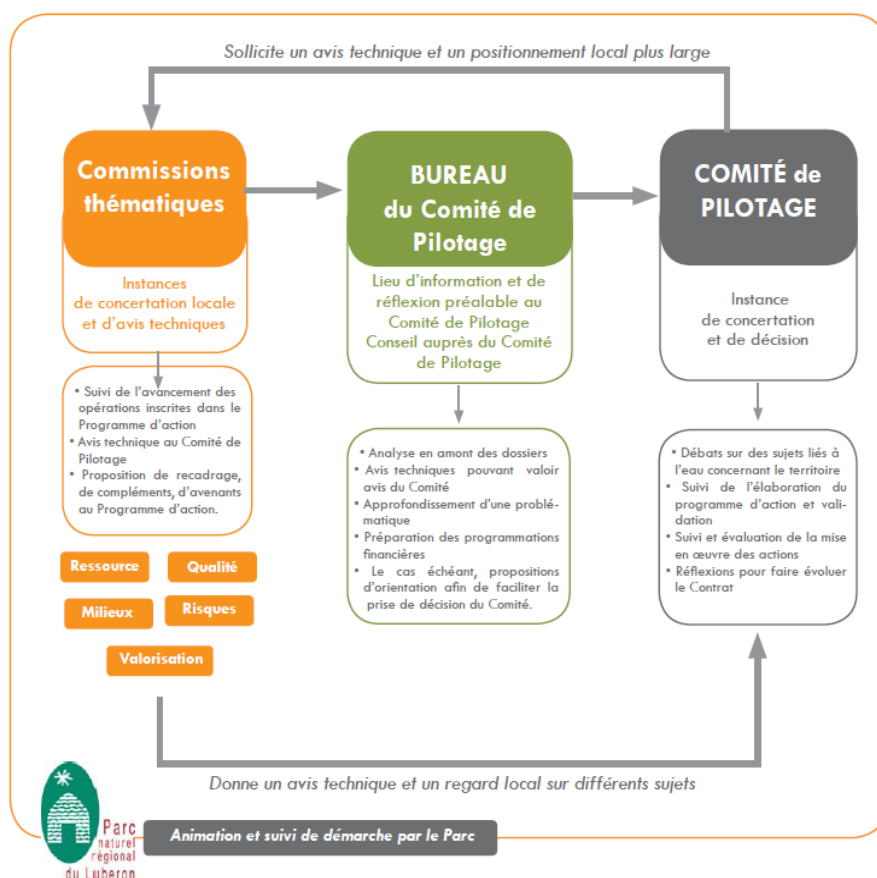 Sollicite un avis technique et un positionnement local plus large
Commissions
thématiques
Instances
de concertation locale
et d'avis techniques
• Suivi de l'avancement des
opérations inscrites dans le
Programme d'action
• Avis technique au Comité de
Pilotage
• Proposition de recadrage,
de compléments, d'avenants
au Programme d'action.
Ressource
Qualité
Milieux
Risques
Valorisation
BUREAU
du Comité de
Pilotage
Lieu d'information et de
réflexion préalable au
Comité de Pilotage
Conseil auprès du Comité
de Pilotage
• Analyse en amont des dossiers
• Avis techniques pouvant valoir
avis du Comité
• Approfondissement d'une problé-
matique
• Préparation des programmations
financières
• Le cas échéant, propositions
d'orientation afin de faciliter la
prise de décision du Comité.
COMITÉ de
PILOTAGE
Instance
de concertation
et de décision
• Débats sur des sujets liés à
l'eau concernant le territoire
• Suivi de l'élaboration du
programme d'action et vali-
dation
• Suivi et évaluation de la mise
en œuvre des actions
• Réflexions pour faire évoluer
le Contrat
Donne un avis technique et un regard local sur différents sujets
Parc
naturel
régional
du Luberon
Animation et suivi de démarche par le Parc